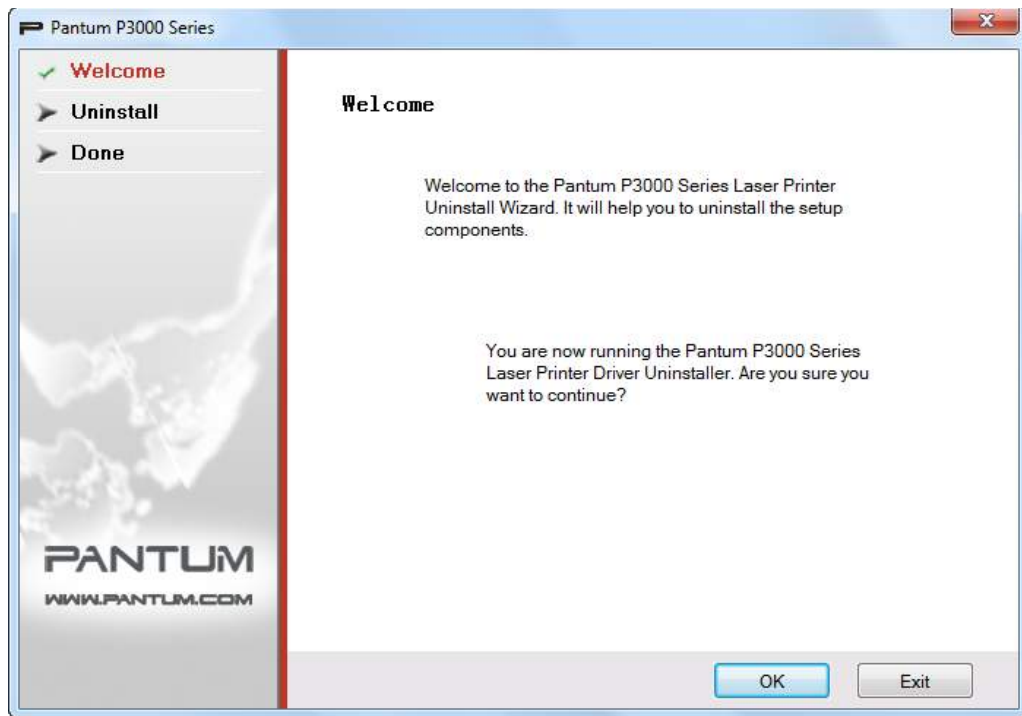 Pantum P3000 Series
Welcome
Uninstall
Done
Welcome
Welcome to the Pantum P3000 Series Laser Printer
Uninstall Wizard. It will help you to uninstall the setup
components.
You are now running the Pantum P3000 Series
Laser Printer Driver Uninstaller. Are you sure you
want to continue?
PANTUM
WWW.PANTUM.COM
OK
Exit